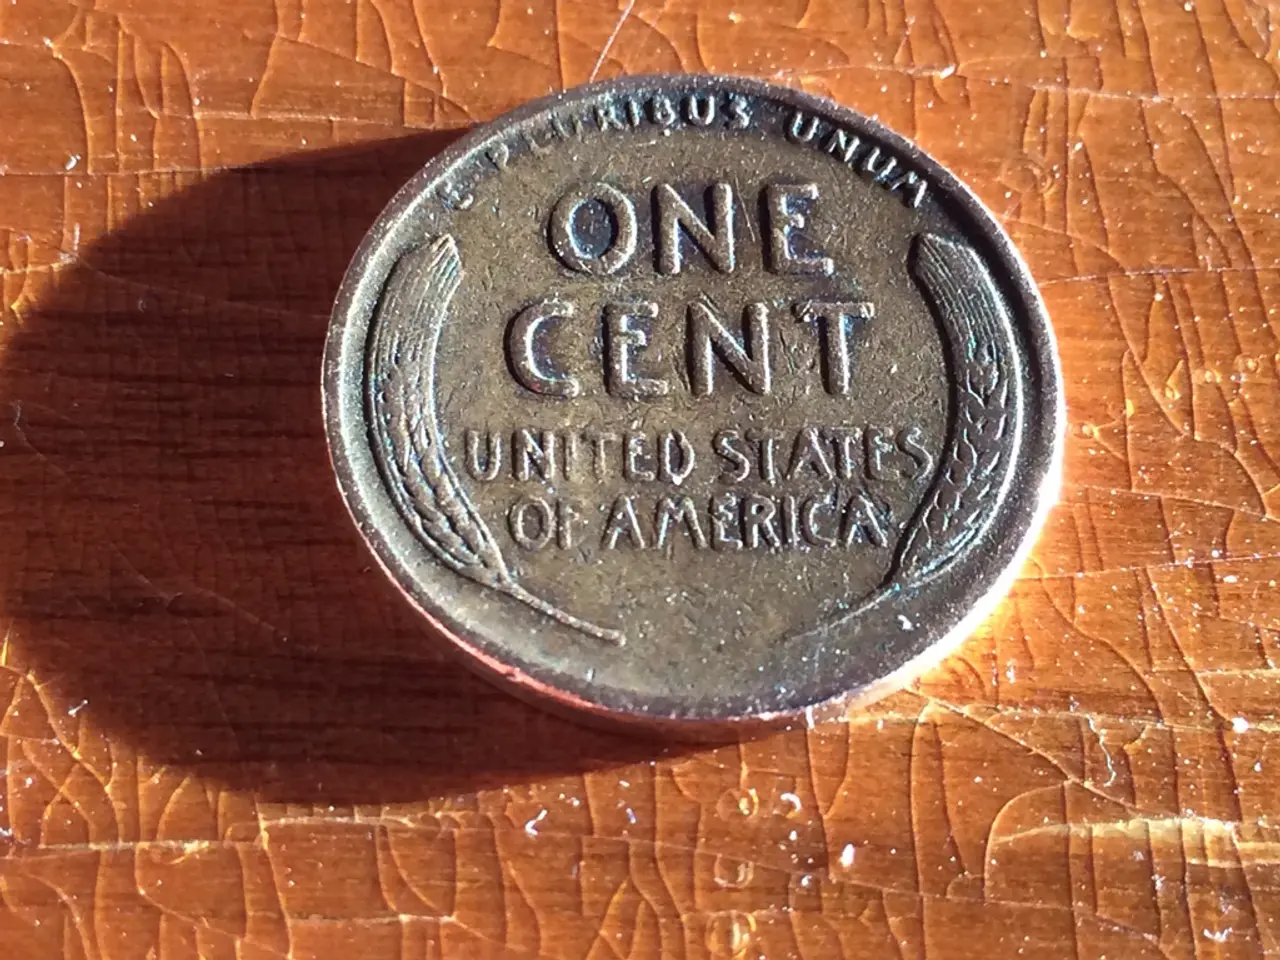 E PLURIBUS UNUM
ONE
CENT
UNITED STATES
OF AMERICA